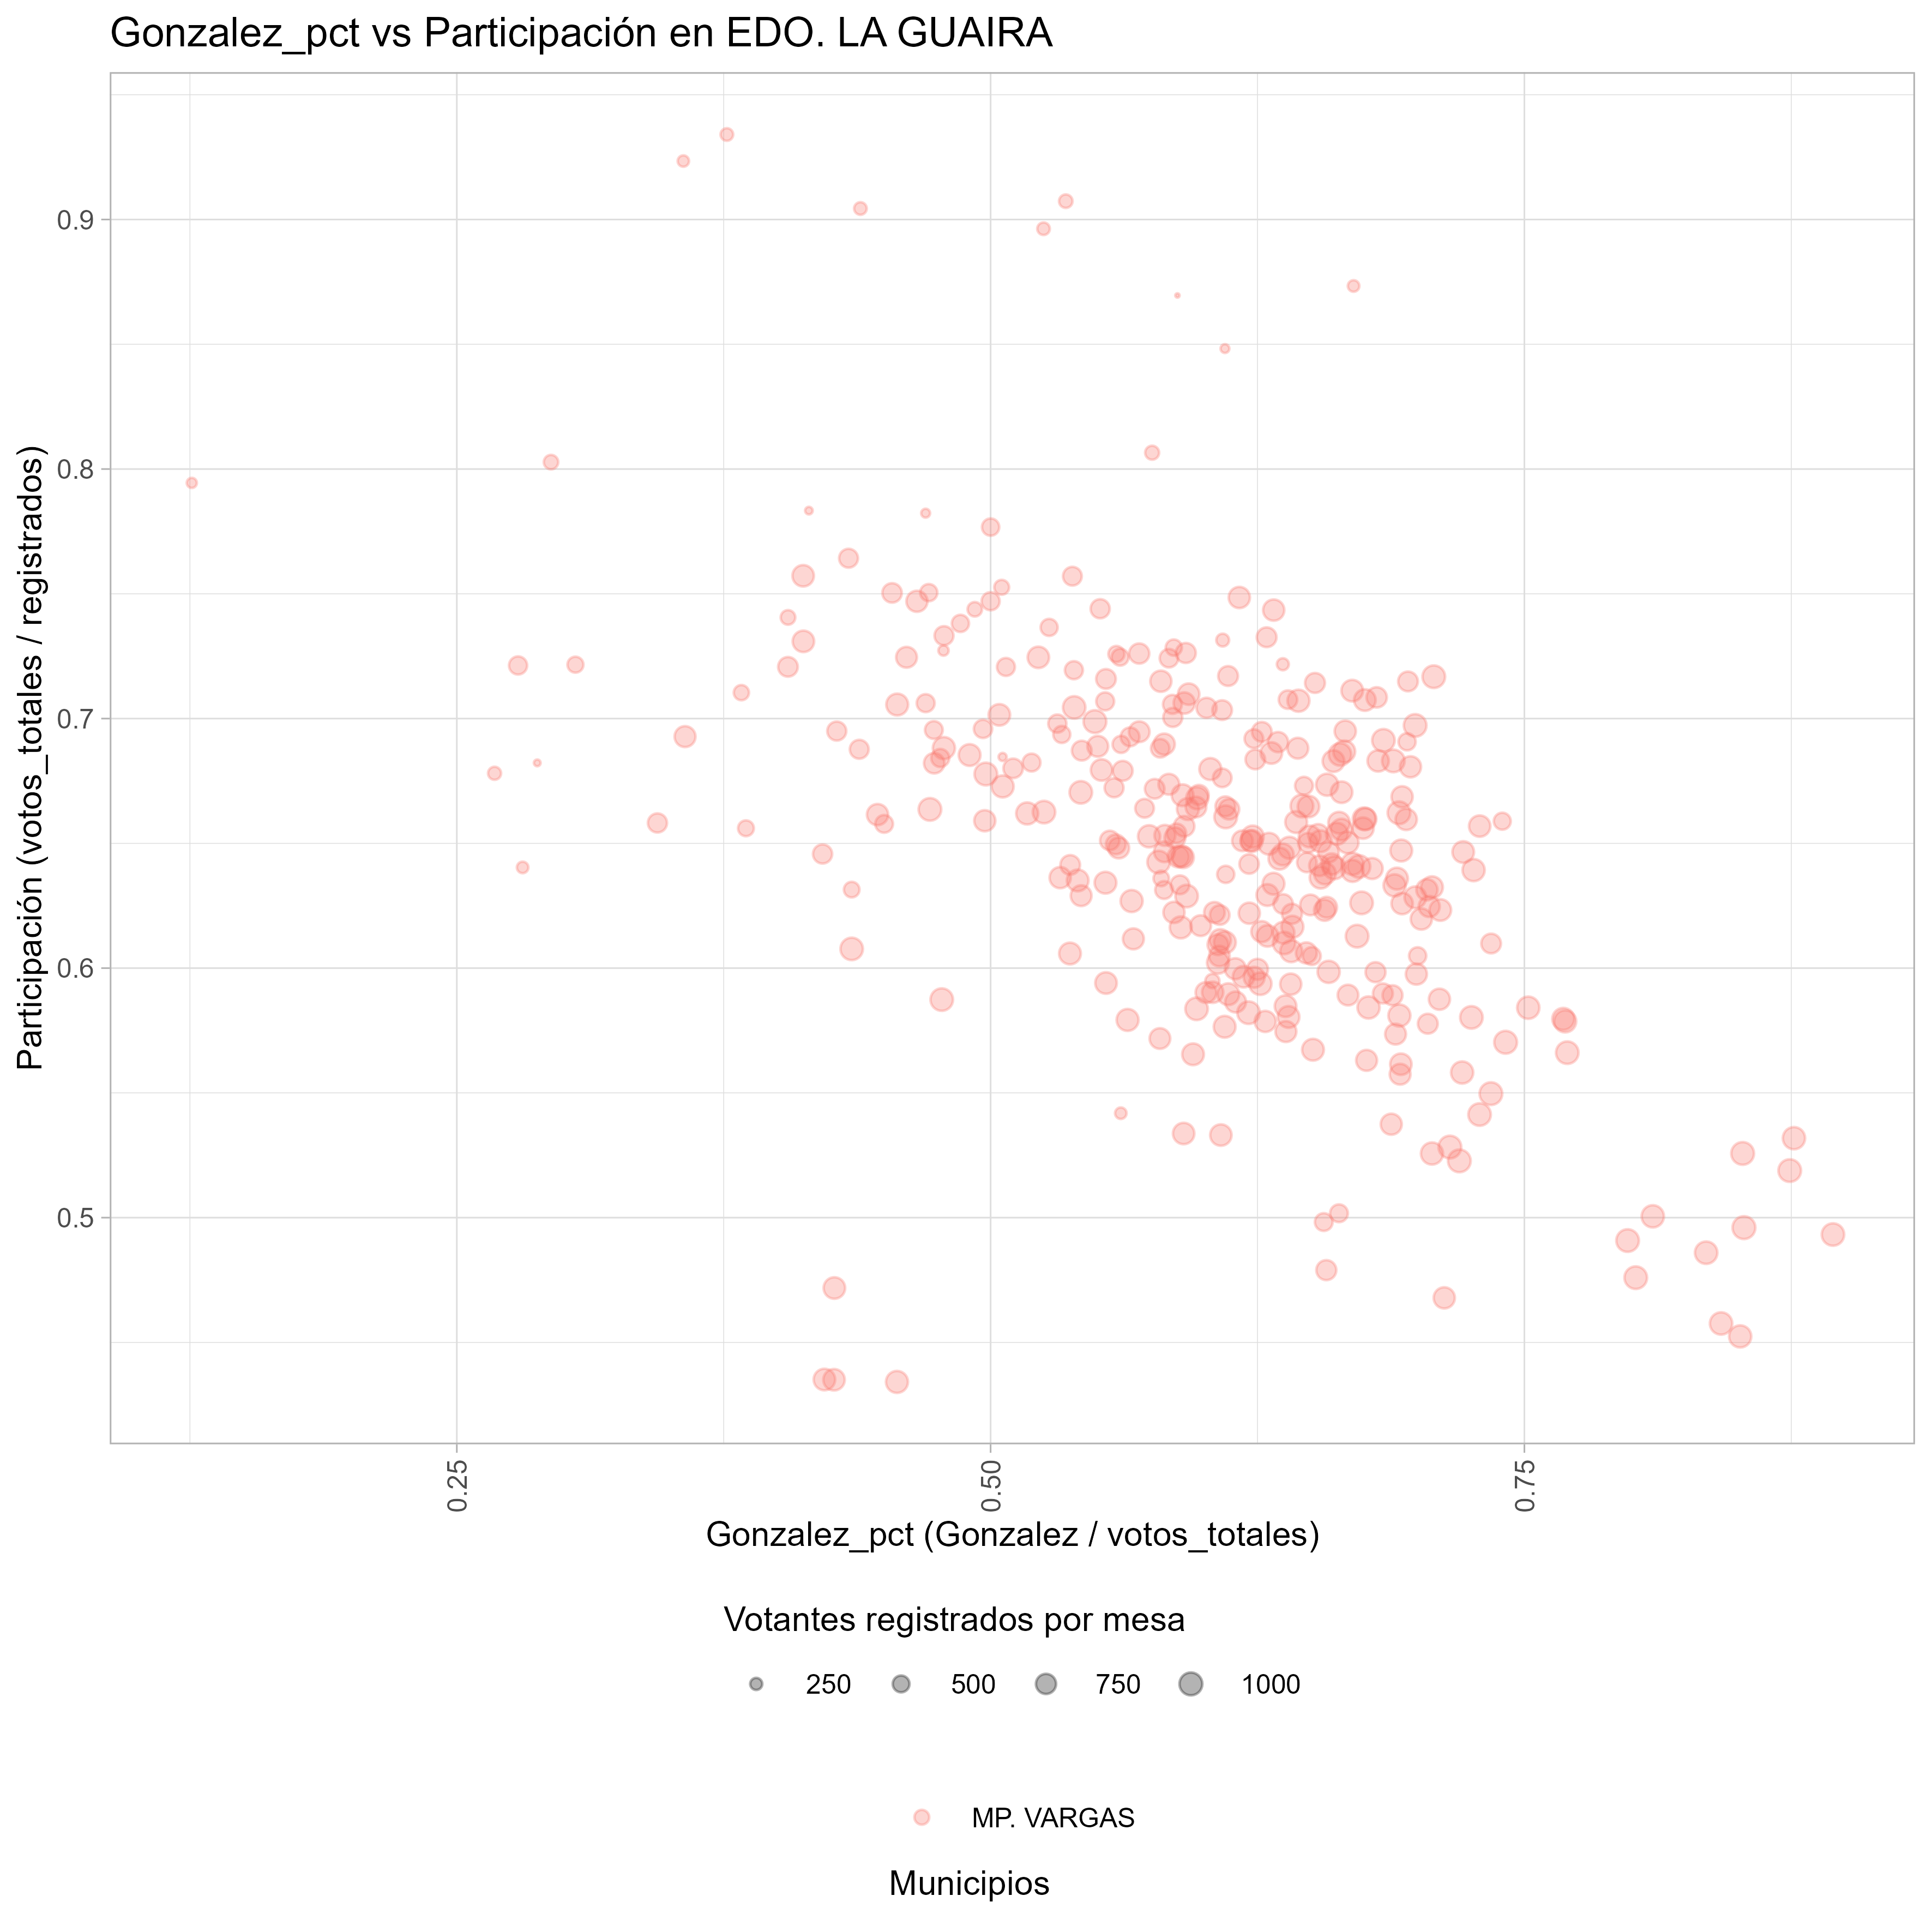 Gonzalez_pct vs Participación en EDO. LA GUAIRA
Participación (votos_totales / registrados)
0.9
0.8
0.7
0.6
0.5
0.25
0.50
0.75
Gonzalez_pct (Gonzalez / votos_totales)
Votantes registrados por mesa
250
500
750
1000
MP. VARGAS
Municipios